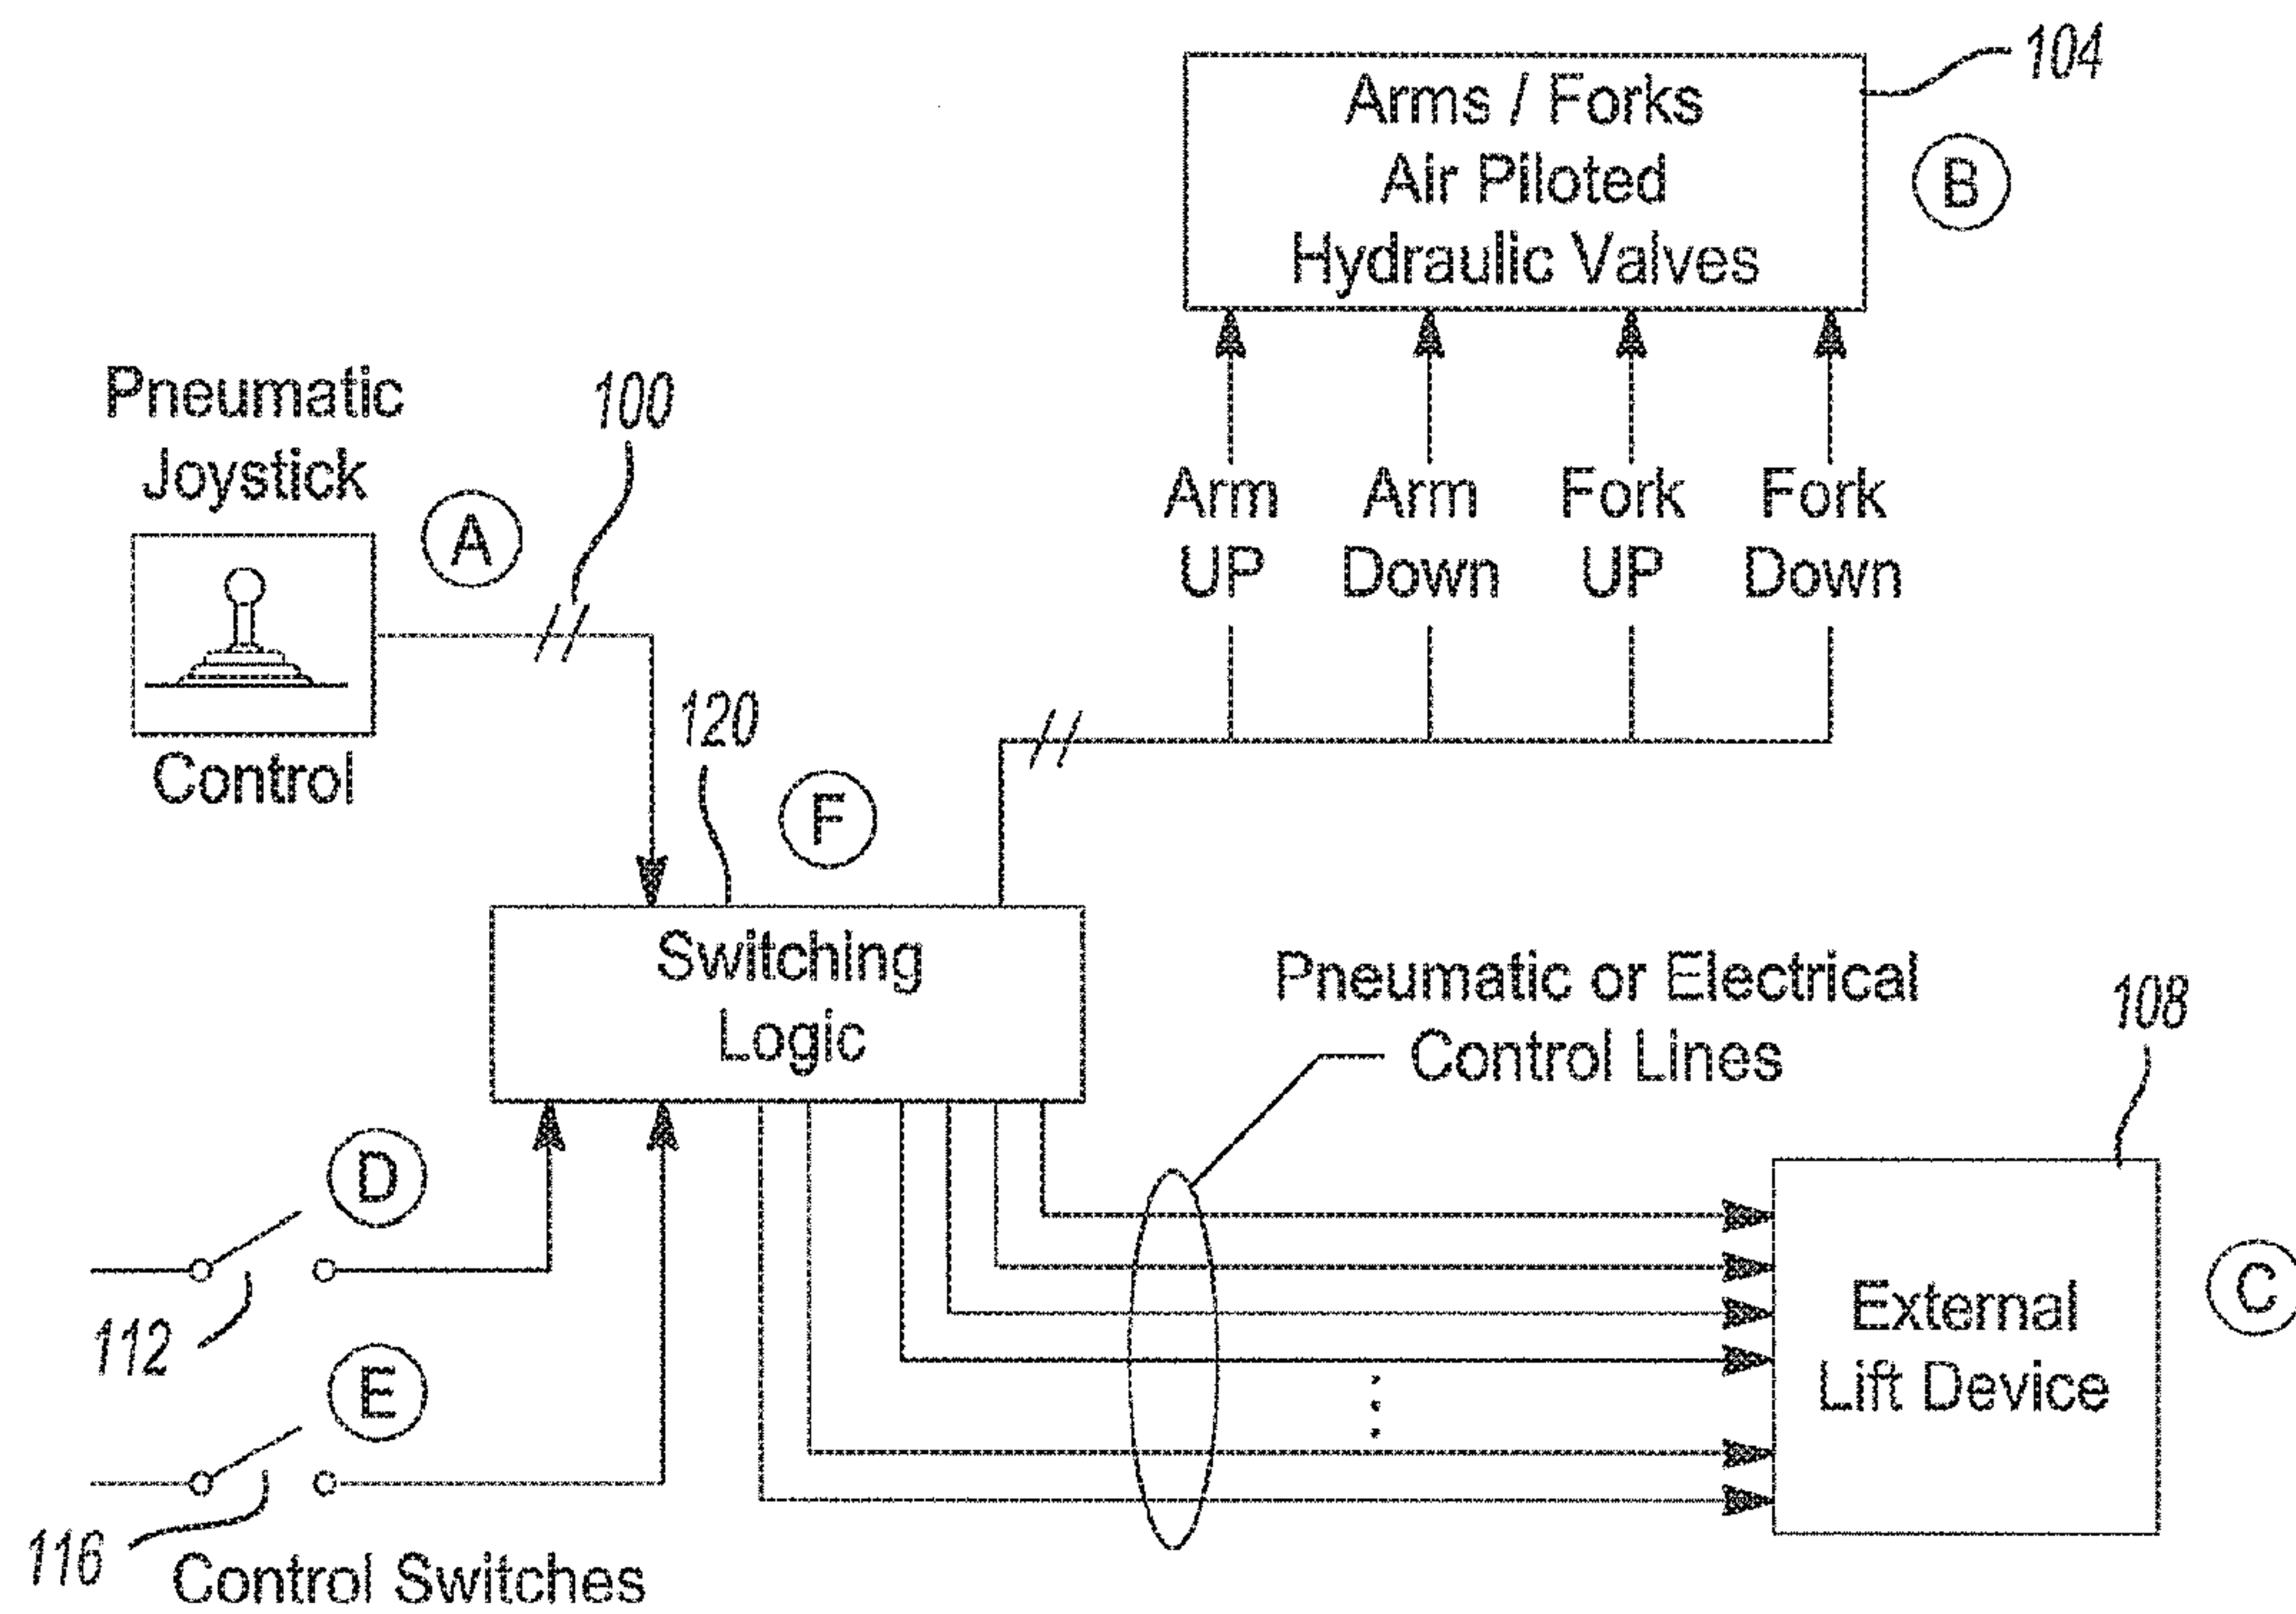 104
Arms / Forks
Air Piloted
Hydraulic Valves
B
Pneumatic
Joystick
100
A
Control
Arm UP
Arm Down
Fork UP
Fork Down
120
F
Switching
Logic
Pneumatic or Electrical
Control Lines
108
D
112
E
116
Control Switches
External
Lift Device
C